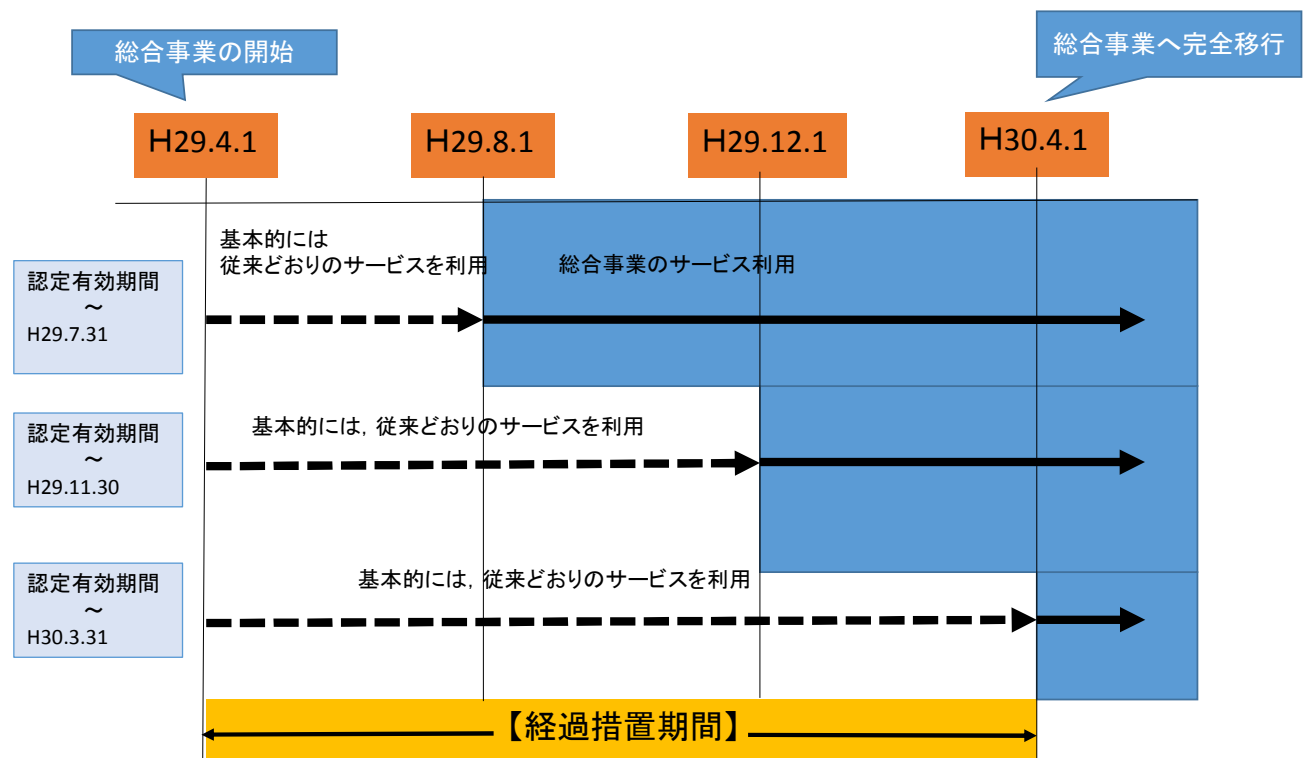 総合事業の開始
総合事業へ完全移行
H29.4.1
H29.8.1
H29.12.1
H30.4.1
基本的には
従来どおりのサービスを利用
総合事業のサービス利用
認定有効期間
～
H29.7.31
基本的には，従来どおりのサービスを利用
認定有効期間
～
H29.11.30
基本的には，従来どおりのサービスを利用
認定有効期間
～
H30.3.31
【経過措置期間】